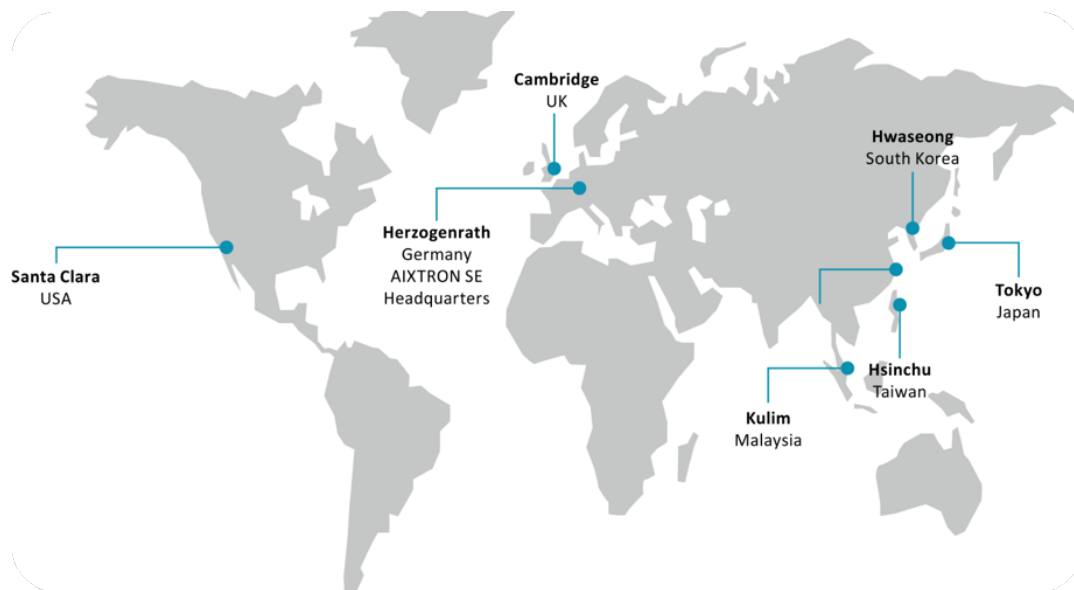 Cambridge
UK
Hwaseong
South Korea
Herzogenrath
Germany
AIXTRON SE
Headquarters
Santa Clara
USA
Tokyo
Japan
Hsinchu
Taiwan
Kulim
Malaysia